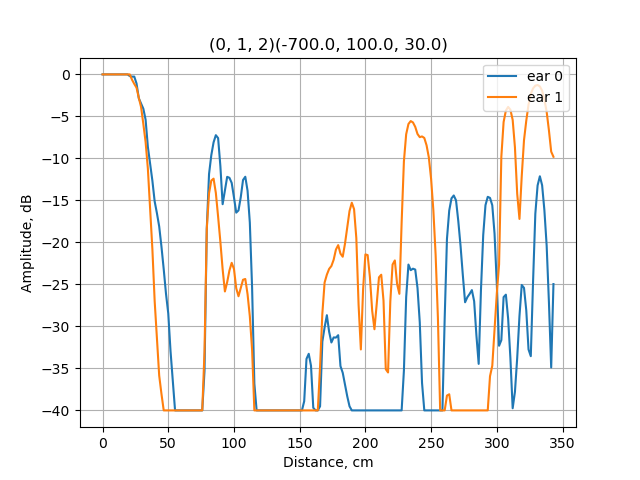 (0, 1, 2)(-700.0, 100.0, 30.0)
ear 0
ear 1
0
−5
−10
−15
−20
−25
−30
−35
−40
Amplitude, dB
0 50 100 150 200 250 300 350
Distance, cm